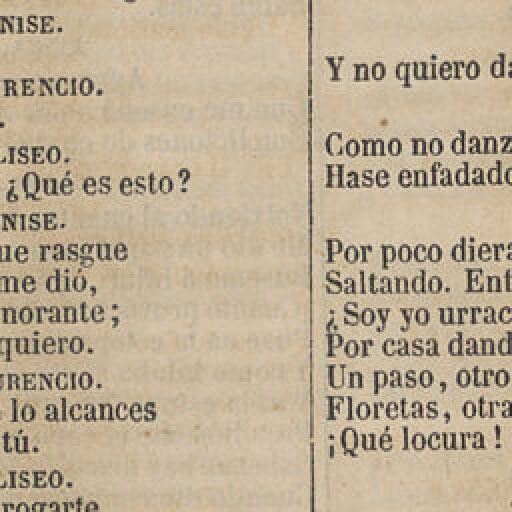 NISE.
RENCIO.
LISEO.
¿Qué es esto?
NISE.
ue rasgue
me dió,
norante;
quiero.
URENCIO.
lo alcances
tú.
LISEO.
rogarte
Y no quiero da
Como no danz
Hase enfadado
Por poco diera
Saltando. Ent
¿Soy yo urrac
Por casa dand
Un paso, otro
Floretas, otra
¡Qué locura!